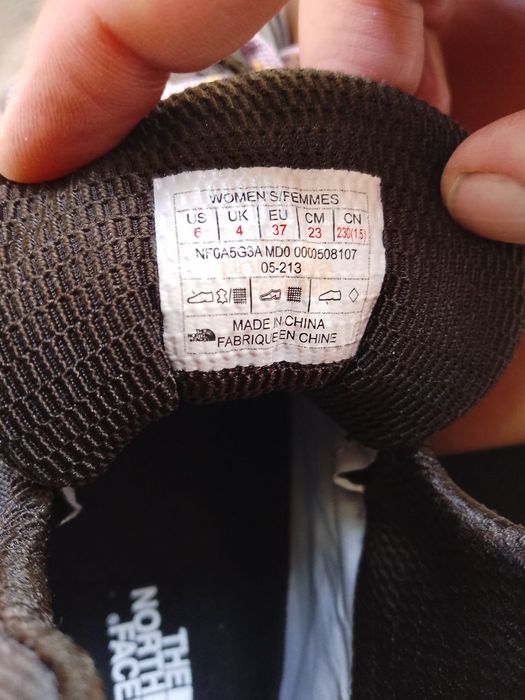 WOMEN'S/FEMMES
US UK EU CM CN
6 4 37 23 230(1.5)
NF0A5G3A MD0 0000508107
05-213
THE NORTH FACE
MADE IN CHINA
FABRIQUE EN CHINE
THE
NORTH
FACE